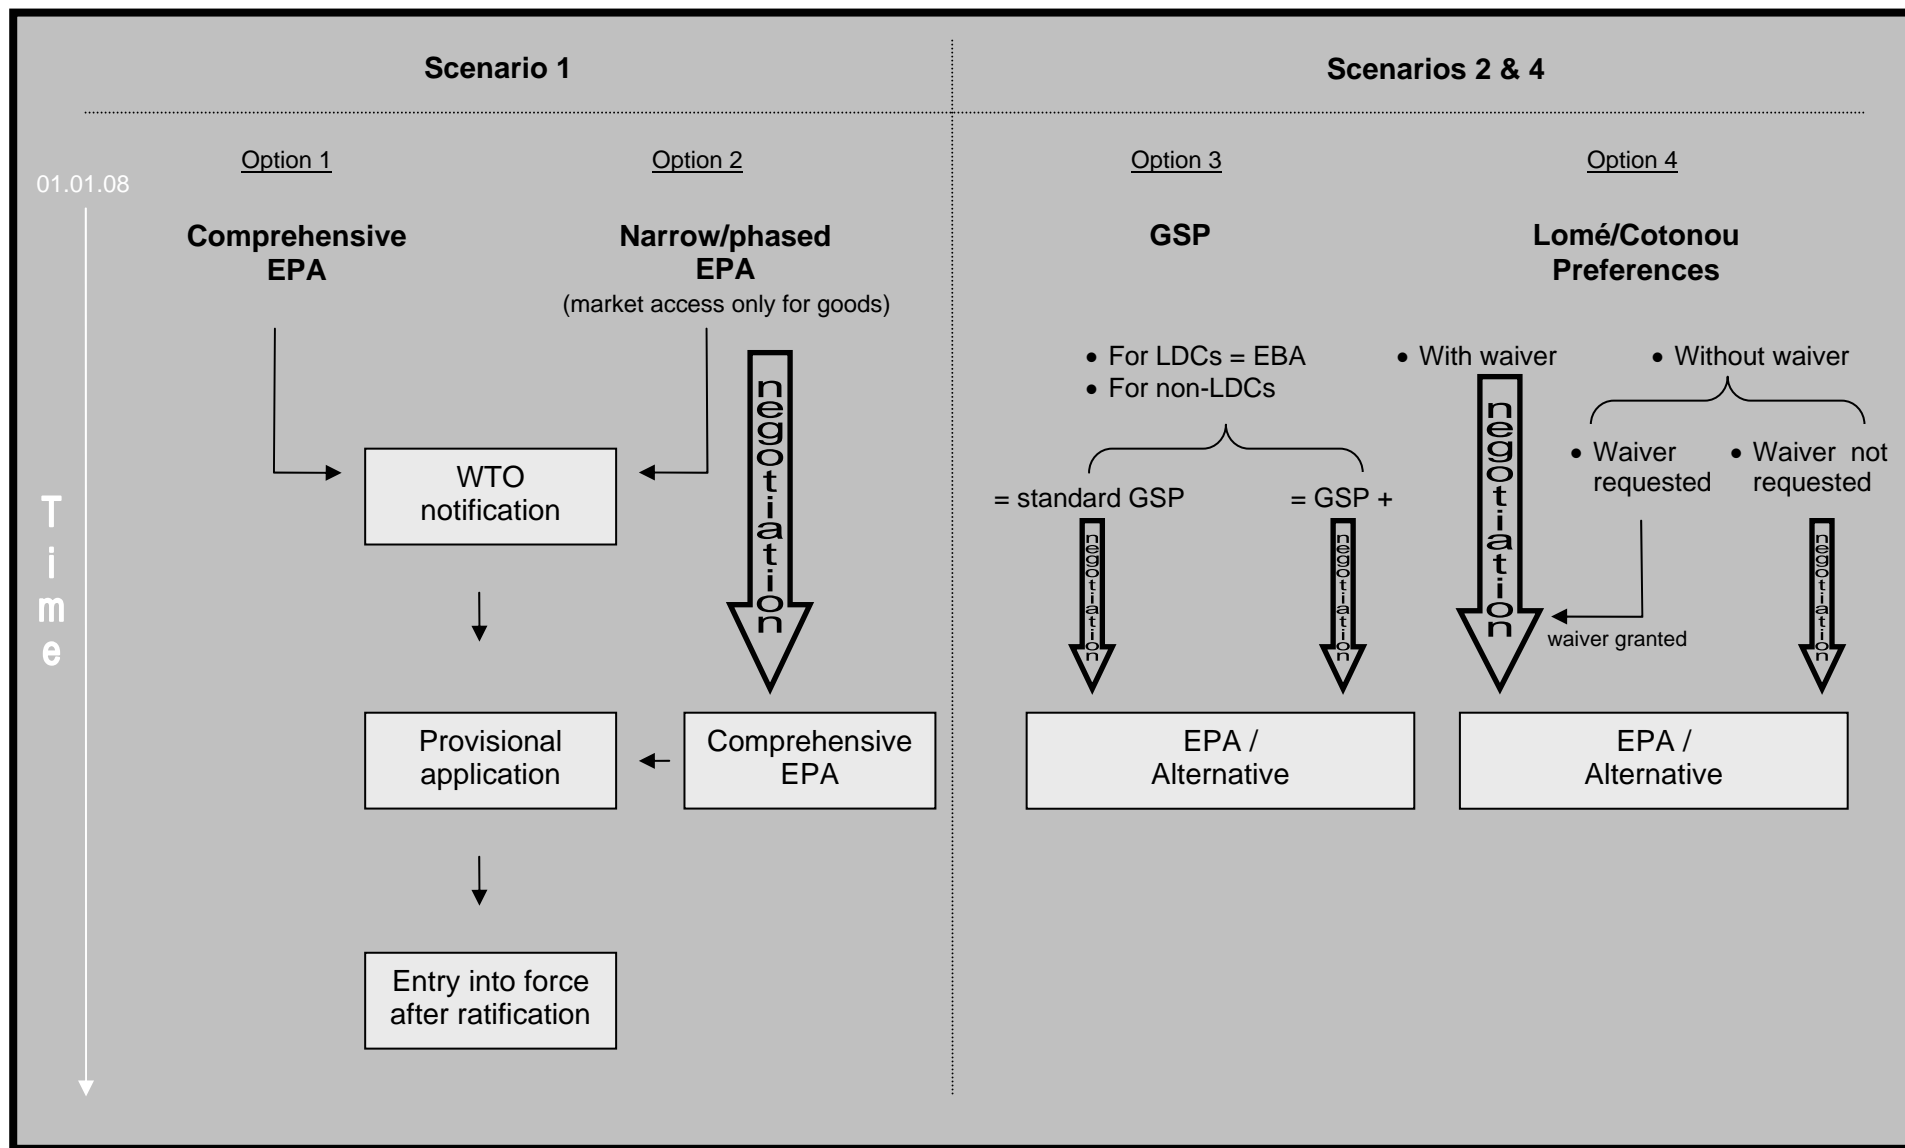 Scenario 1
Scenarios 2 & 4
01.01.08
Time
Option 1
Comprehensive
EPA
Option 2
Narrow/phased
EPA
(market access only for goods)
negotiation
WTO
notification
Provisional
application
Comprehensive
EPA
Entry into force
after ratification
Option 3
GSP
• For LDCs = EBA
• For non-LDCs
= standard GSP
= GSP +
negotiation
negotiation
EPA /
Alternative
Option 4
Lomé/Cotonou
Preferences
• With waiver
• Without waiver
negotiation
• Waiver
requested
• Waiver not
requested
waiver granted
negotiation
EPA /
Alternative